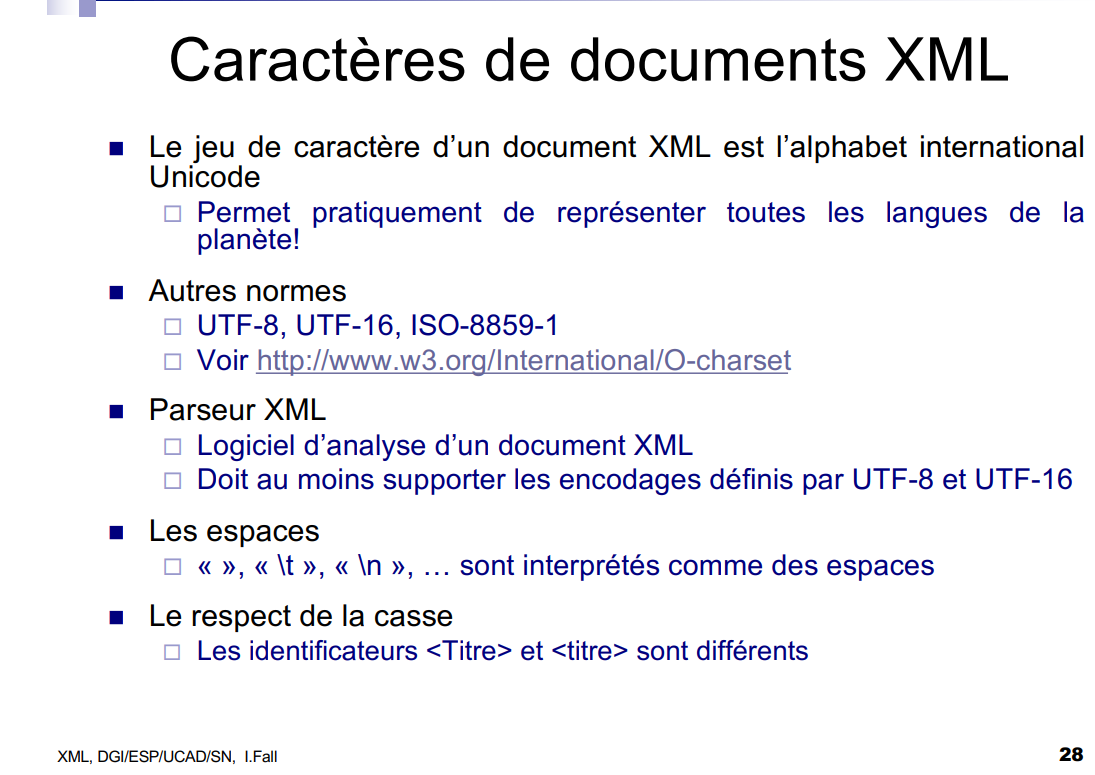 Caractères de documents XML
Le jeu de caractère d’un document XML est l’alphabet international
Unicode
Permet pratiquement de représenter toutes les langues de la
planète!
Autres normes
UTF-8, UTF-16, ISO-8859-1
Voir http://www.w3.org/International/O-charset
Parseur XML
Logiciel d’analyse d’un document XML
Doit au moins supporter les encodages définis par UTF-8 et UTF-16
Les espaces
« », « \t », « \n », … sont interprétés comme des espaces
Le respect de la casse
Les identificateurs <Titre> et <titre> sont différents
XML, DGI/ESP/UCAD/SN, I.Fall
28